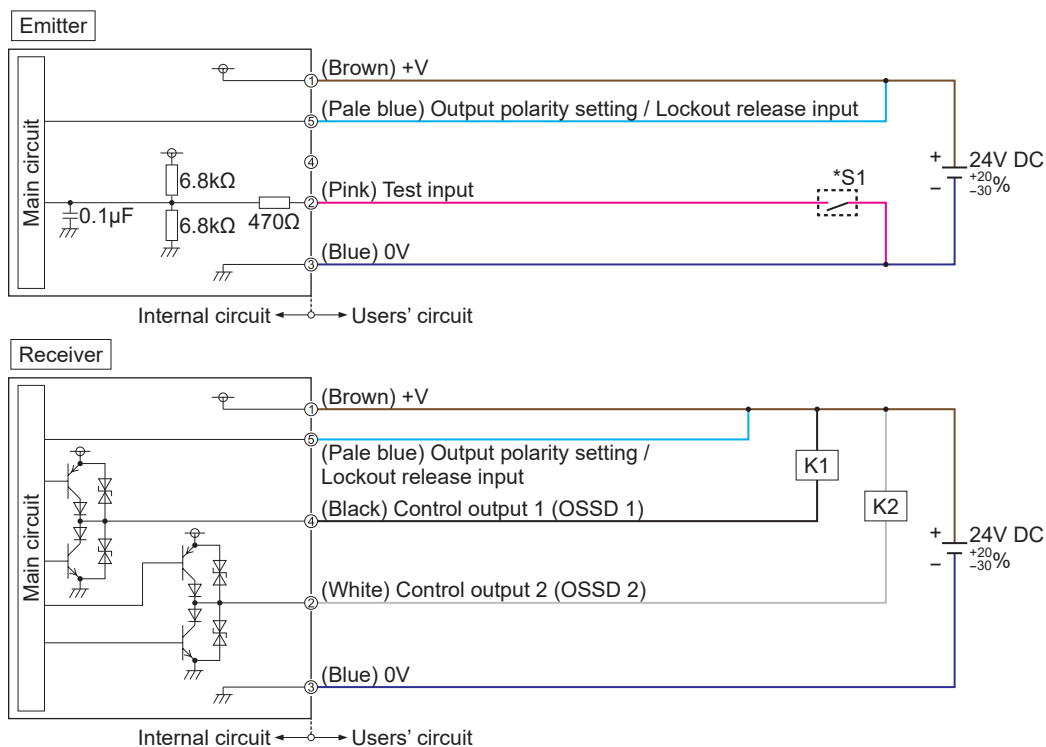 Emitter
Main circuit
(Brown) +V
①
(Pale blue) Output polarity setting / Lockout release input
⑤
④
6.8kΩ
(Pink) Test input
②
*S1
0.1µF
6.8kΩ
470Ω
(Blue) 0V
③
+
−
24V DC
+20
−30%
Internal circuit
Users’ circuit
Receiver
Main circuit
(Brown) +V
①
⑤
(Pale blue) Output polarity setting /
Lockout release input
K1
(Black) Control output 1 (OSSD 1)
④
K2
+
−
24V DC
+20
−30%
(White) Control output 2 (OSSD 2)
②
(Blue) 0V
③
Internal circuit
Users’ circuit